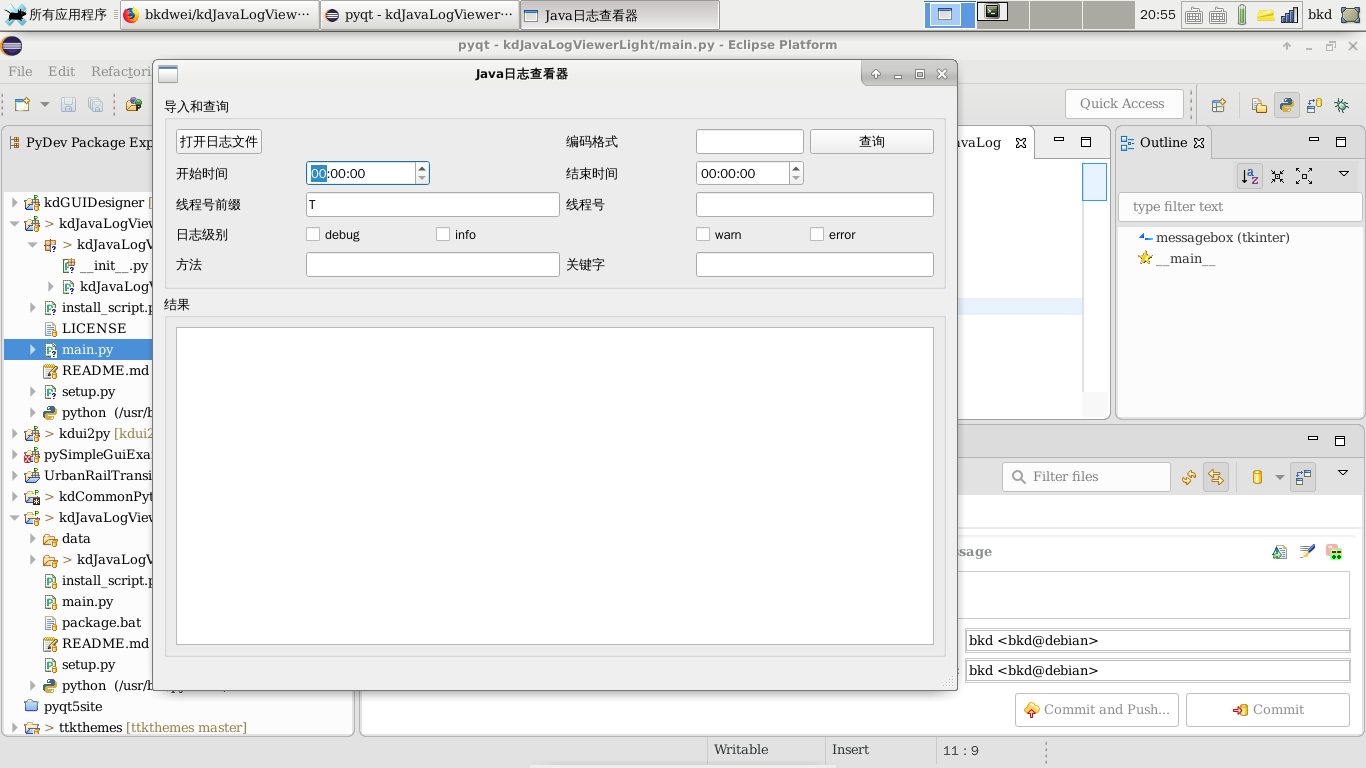 所有应用程序
bkdwei/kdJavaLogView···
pyqt - kdJavaLogViewer···
Java日志查看器
20:55
bkd
pyqt - kdJavaLogViewerLight/main.py - Eclipse Platform
File Edit Refactori
Quick Access
Java日志查看器
导入和查询
打开日志文件
编码格式
查询
开始时间
00:00:00
结束时间
00:00:00
线程号前缀
T
线程号
日志级别
debug
info
warn
error
方法
关键字
结果
PyDev Package Exp
kdGUIDesigner [
> kdJavaLogView
> kdJavaLogV
__init__.py
kdJavaLogV
install_script.p
LICENSE
main.py
README.md
setup.py
python (/usr/b
> kdui2py [kdui2
pySimpleGuiExa
UrbanRailTransi
> kdCommonPyt
> kdJavaLogView
data
> kdJavaLogV
install_script.p
main.py
package.bat
README.md
setup.py
python (/usr/b
pyqt5site
ttkthemes [ttkthemes master]
avaLog
Outline
type filter text
messagebox (tkinter)
__main__
Filter files
ssage
bkd <bkd@debian>
bkd <bkd@debian>
Commit and Push...
Commit
Writable
Insert
11 : 9